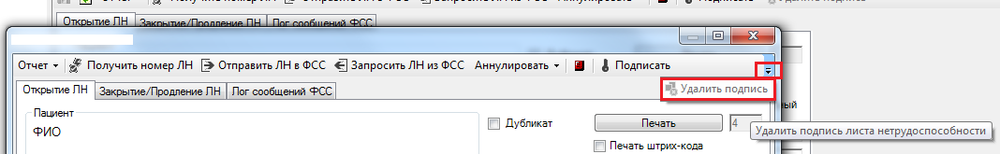 Открытие ЛН Закрытие/Продление ЛН Лог сообщений ФСС
Отчет Получить номер ЛН Отправить ЛН в ФСС Запросить ЛН из ФСС Аннулировать Подписать
Удалить подпись
Открытие ЛН Закрытие/Продление ЛН Лог сообщений ФСС
Пациент
ФИО
Дубликат Печать 4
Удалить подпись листа нетрудоспособности
Печать штрих-кода